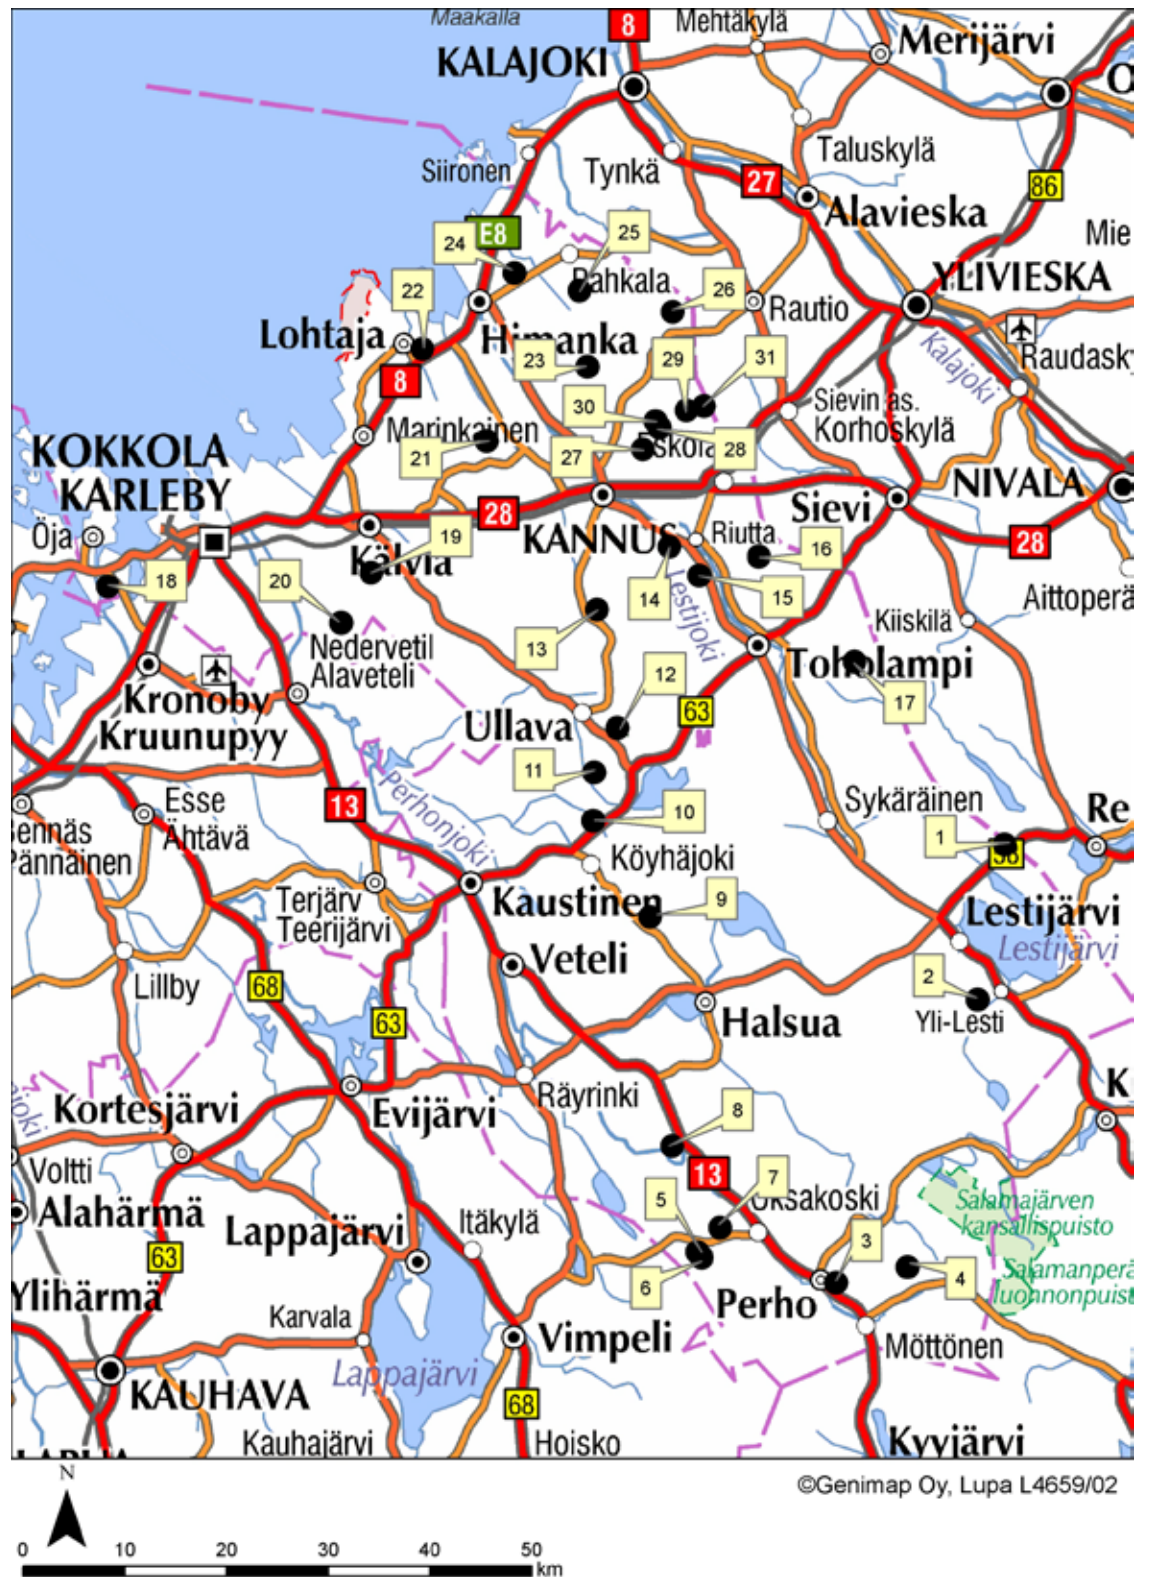 Maakalla
8
Mehtäkylä
Merijärvi
KALAJOKI
O
Taluskylä
Siironen
Tynkä
27
86
Alavieska
E8
24
25
Mie
YLIVIESKA
22
Pahkala
26
Rautio
Lohtaja
Himanka
Raudasky
Kalajoki
23
29
31
8
30
Sievin as.
Korhoskylä
Marinkainen
21
27
28
KOKKOLA
KARLEBY
NIVALA
28
Sievi
Öja
KANNUS
Riutta
28
19
Kälviä
16
18
20
14
15
Lestijoki
Aittoperä
Kiiskilä
13
Nedervetil
Alaveteli
12
Toholampi
Kronoby
Kruunupyy
17
63
Ullava
11
13
Perhonjoki
Esse
Ähtävä
10
Sykäräinen
Re
1
58
Bennäs
Pännäinen
Köyhäjoki
Terjärv
Teerijärvi
Kaustinen
9
Lestijärvi
Lestijärvi
Veteli
2
Lillby
68
63
Yli-Lesti
Halsua
Räyrinki
K
Kortesjärvi
Evijärvi
8
Voltti
13
7
Oksakoski
Salamajärven
kansallispuisto
Alahärmä
Itäkylä
5
Lappajärvi
3
63
6
4
Salamanperä
luonnonpuist
Ylihärmä
Perho
Karvala
Vimpeli
Möttönen
Lappajärvi
KAUHAVA
68
Kauhajärvi
Hoisko
Kyyjärvi
N
©Genimap Oy, Lupa L4659/02
0 10 20 30 40 50
km